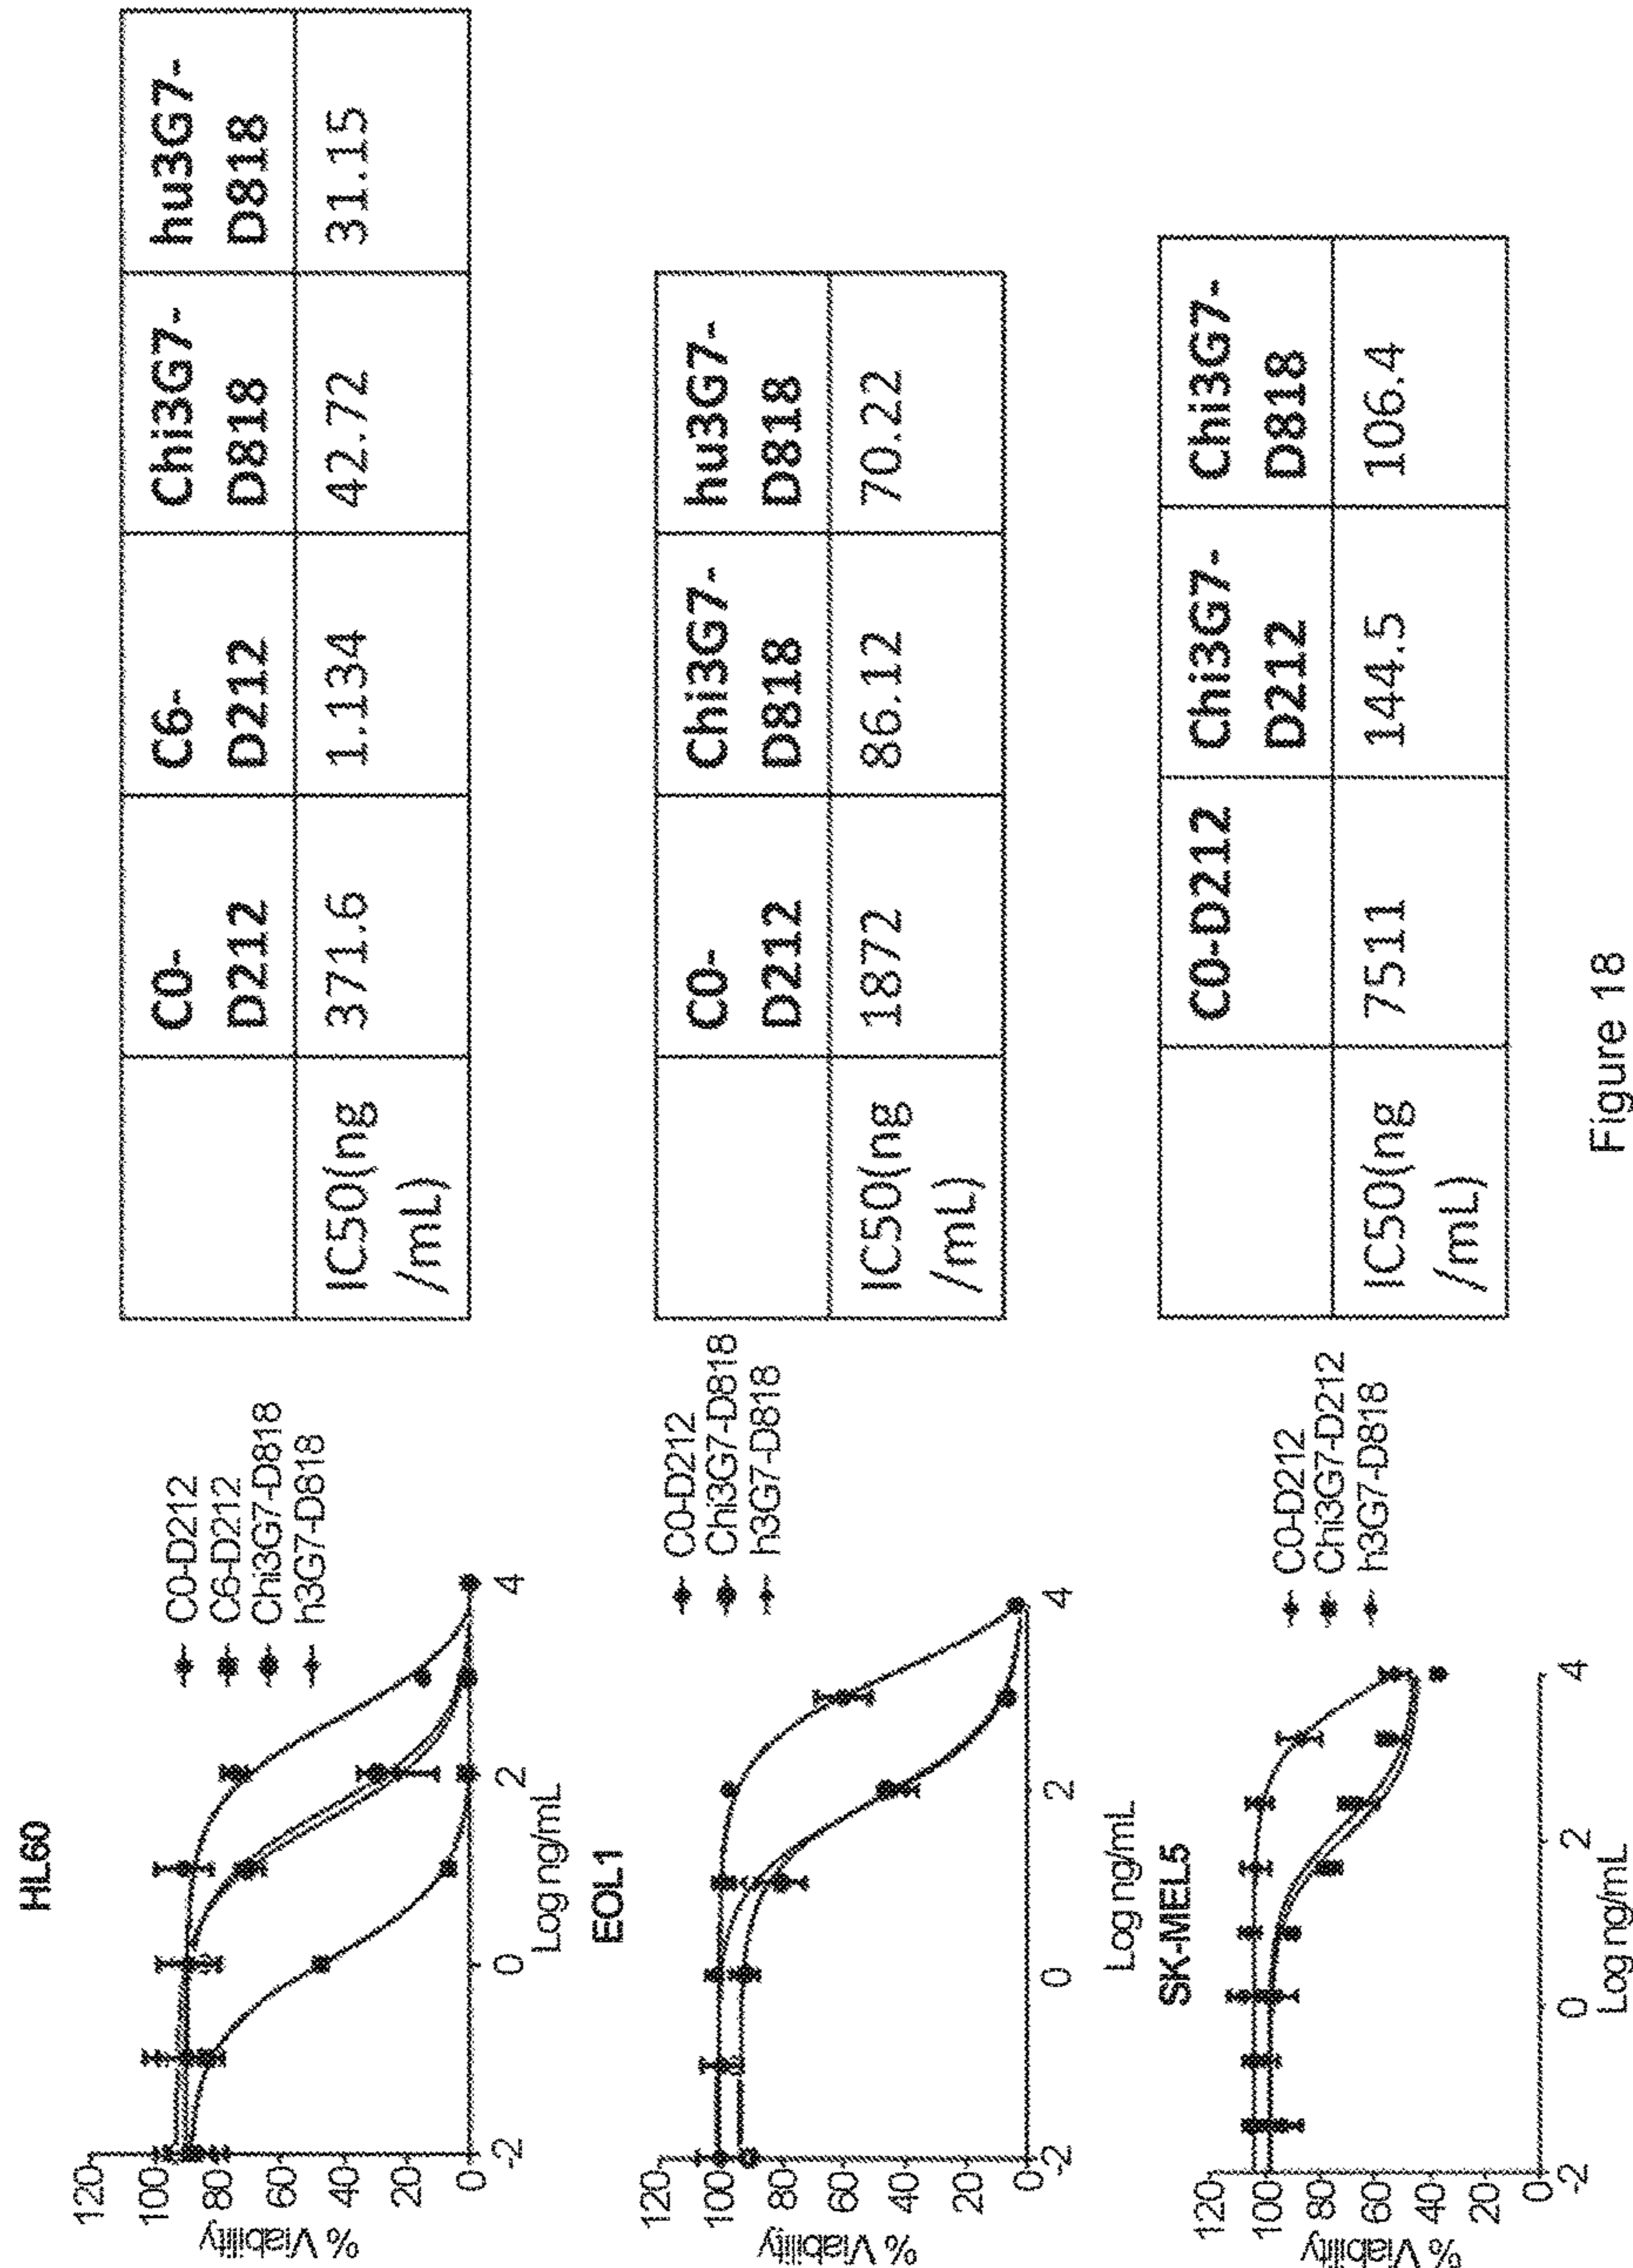 HL60
120
100
80
60
40
20
0
% Viability
-2
0
2
4
Log ng/mL
C0-D212
C6-D212
Chi3G7-D818
h3G7-D818
C0-
D212
C6-
D212
Chi3G7-
D818
hu3G7-
D818
IC50(ng
/mL)
371.6
1.134
42.72
31.15
EOL1
120
100
80
60
40
20
0
% Viability
-2
0
2
4
Log ng/mL
C0-D212
Chi3G7-D818
h3G7-D818
C0-
D212
Chi3G7-
D818
hu3G7-
D818
IC50(ng
/mL)
1872
86.12
70.22
SK-MEL5
120
100
80
60
40
20
0
% Viability
-2
0
2
4
Log ng/mL
C0-D212
Chi3G7-D212
h3G7-D818
C0-D212
Chi3G7-
D212
Chi3G7-
D818
IC50(ng
/mL)
7511
144.5
106.4
Figure 18